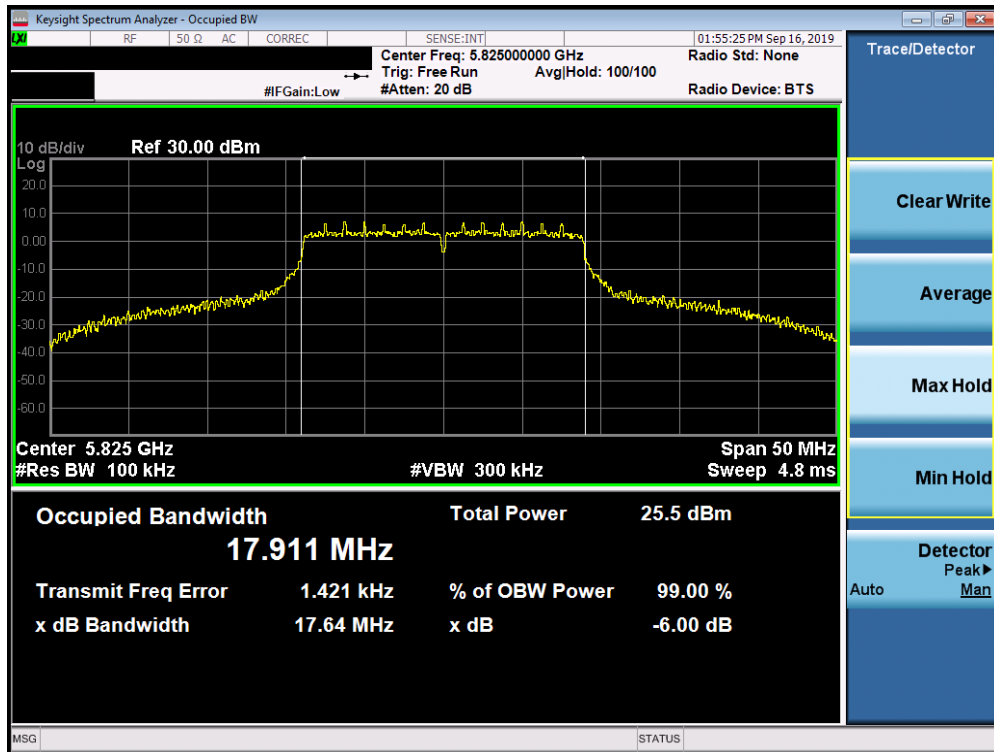 Keysight Spectrum Analyzer - Occupied BW
LXI RF 50 Ω AC CORREC SENSE:INT 01:55:25 PM Sep 16, 2019
Center Freq: 5.825000000 GHz Radio Std: None
Trig: Free Run Avg|Hold: 100/100
#IFGain:Low #Atten: 20 dB Radio Device: BTS
10 dB/div Ref 30.00 dBm
Log
20.0
10.0
0.00
-10.0
-20.0
-30.0
-40.0
-50.0
-60.0
Center 5.825 GHz Span 50 MHz
#Res BW 100 kHz #VBW 300 kHz Sweep 4.8 ms
Occupied Bandwidth Total Power 25.5 dBm
17.911 MHz
Transmit Freq Error 1.421 kHz % of OBW Power 99.00 %
x dB Bandwidth 17.64 MHz x dB -6.00 dB
MSG STATUS
Trace/Detector
Clear Write
Average
Max Hold
Min Hold
Detector
Peak▶
Auto Man